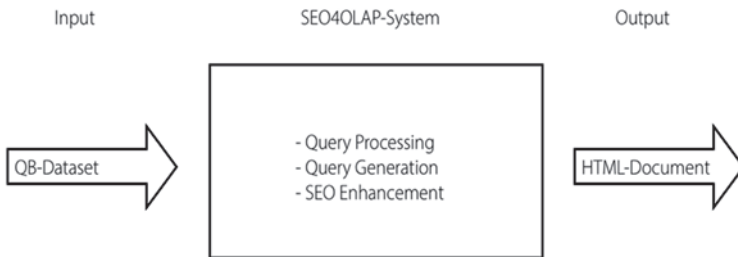 Input SEO4OLAP-System Output
- Query Processing
QB-Dataset - Query Generation HTML-Document
- SEO Enhancement